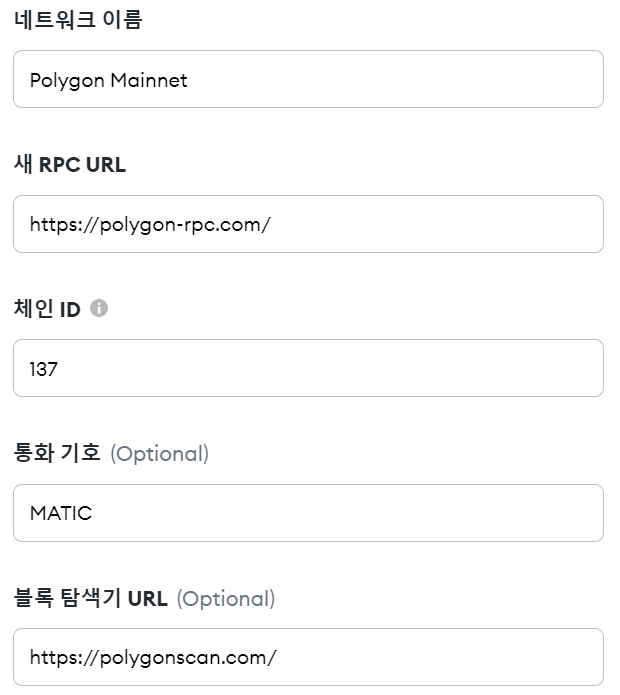 네트워크 이름
Polygon Mainnet
새 RPC URL
https://polygon-rpc.com/
체인 ID
137
통화 기호 (Optional)
MATIC
블록 탐색기 URL (Optional)
https://polygonscan.com/